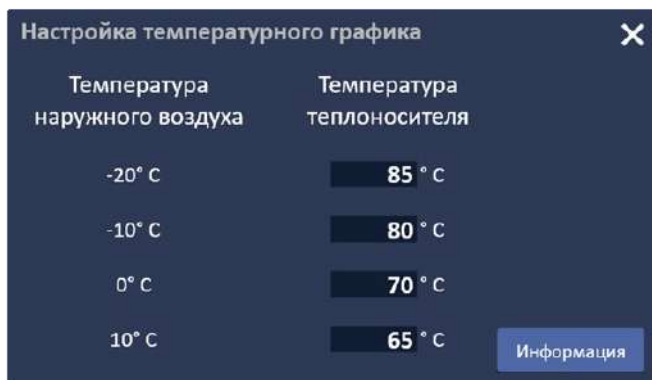 Настройка температурного графика
Температура наружного воздуха
Температура теплоносителя
-20° C 85 ° C
-10° C 80 ° C
0° C 70 ° C
10° C 65 ° C
Информация